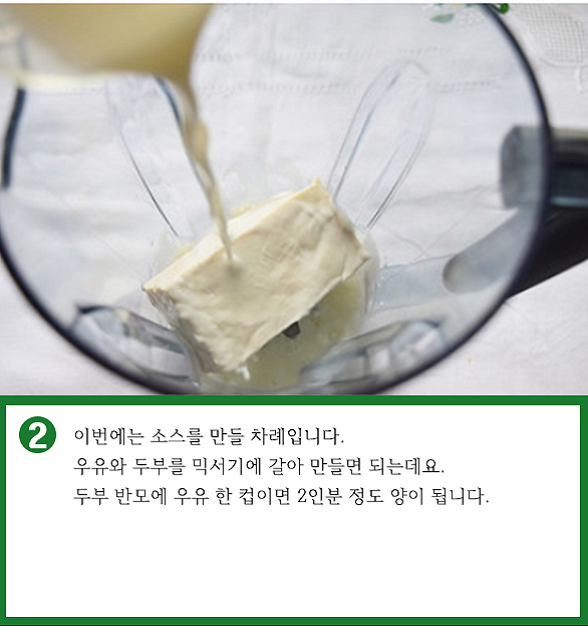 2 이번에는 소스를 만들 차례입니다.
우유와 두부를 믹서기에 갈아 만들면 되는데요.
두부 반모에 우유 한 컵이면 2인분 정도 양이 됩니다.